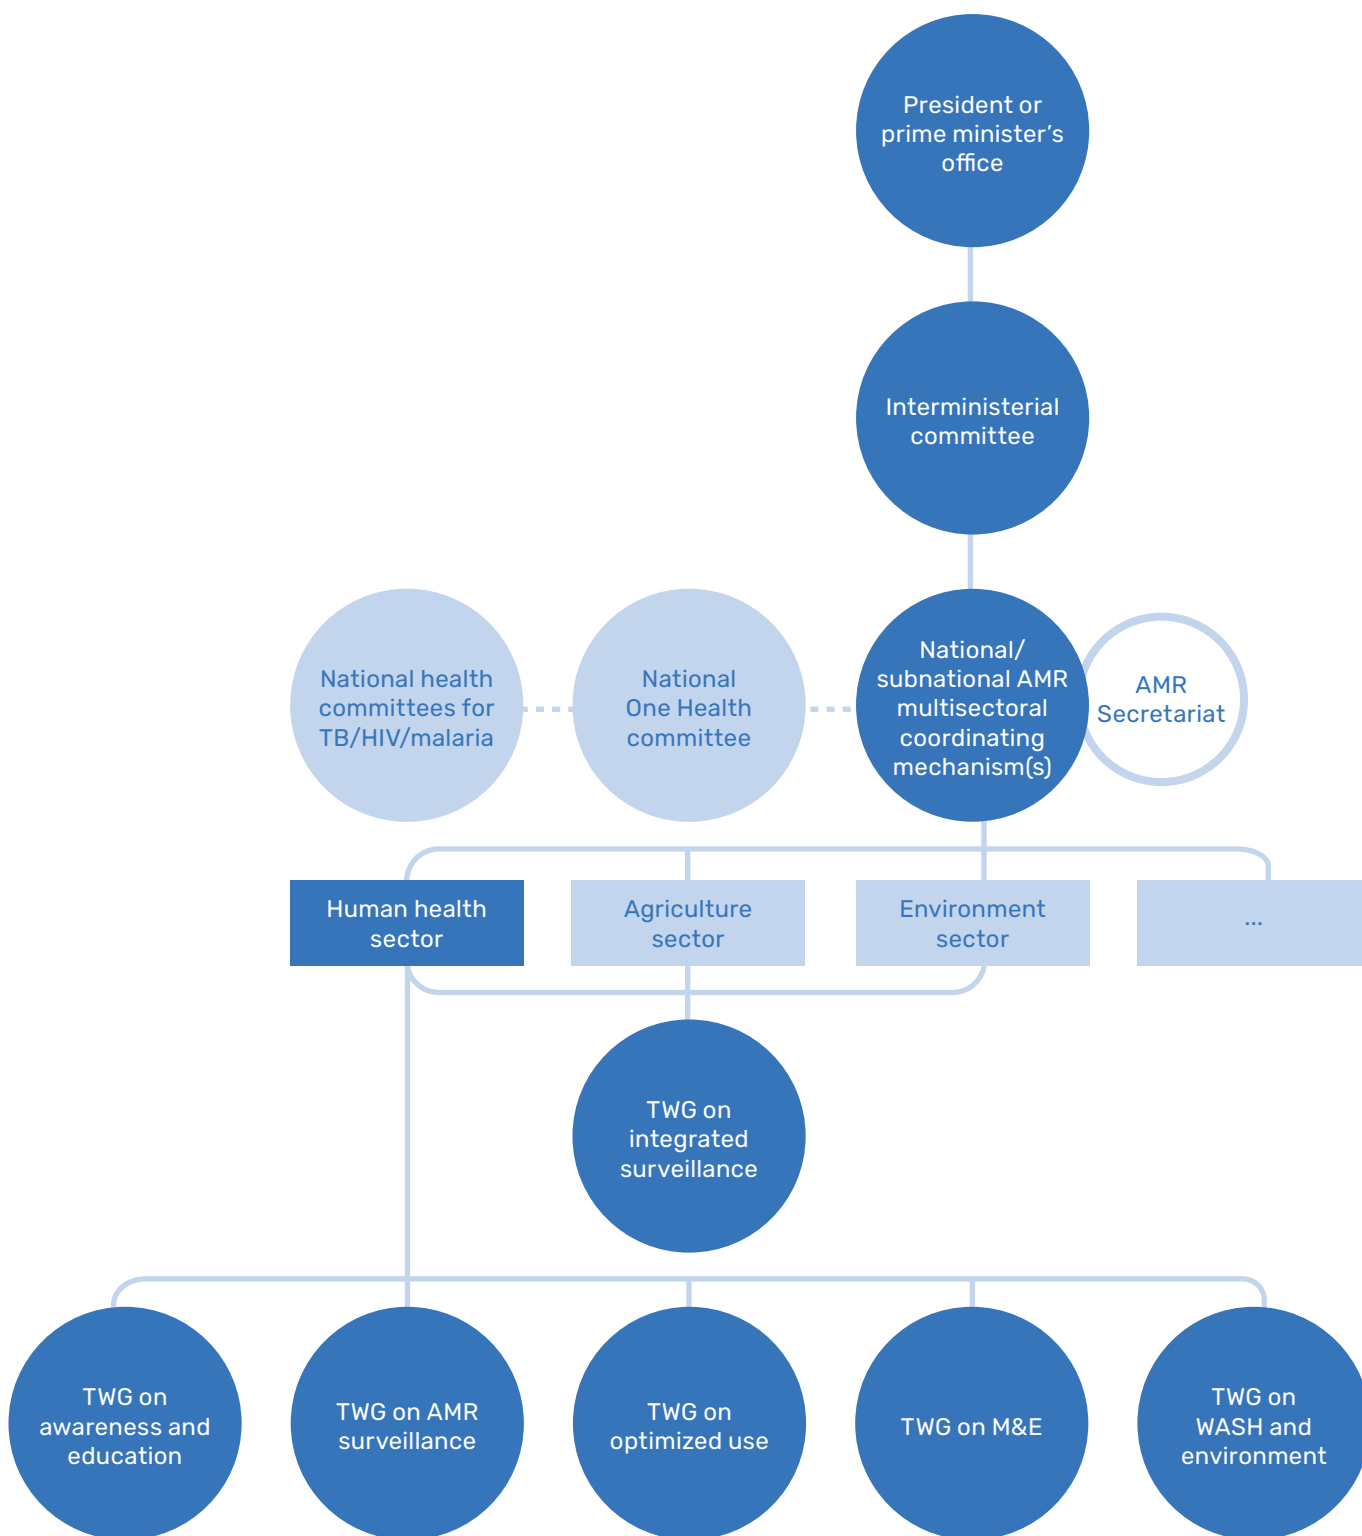 President or
prime minister’s
office
Interministerial
committee
National health
committees for
TB/HIV/malaria
National
One Health
committee
National/
subnational AMR
multisectoral
coordinating
mechanism(s)
AMR
Secretariat
Human health
sector
Agriculture
sector
Environment
sector
...
TWG on
integrated
surveillance
TWG on
awareness and
education
TWG on AMR
surveillance
TWG on
optimized use
TWG on M&E
TWG on
WASH and
environment